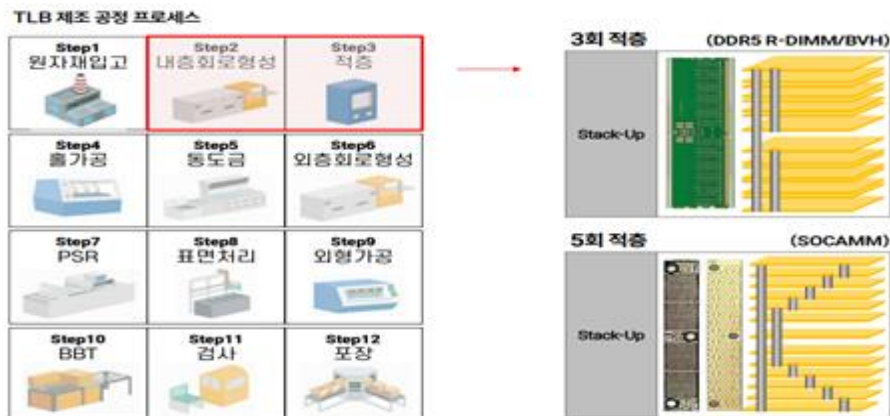 TLB 제조 공정 프로세스
Step1
원자재입고
Step2
내층회로형성
Step3
적층
Step4
홀가공
Step5
동도금
Step6
외층회로형성
Step7
PSR
Step8
표면처리
Step9
외형가공
Step10
BBT
Step11
검사
Step12
포장
3회 적층 (DDR5 R-DIMM/BVH)
Stack-Up
5회 적층 (SOCAMM)
Stack-Up